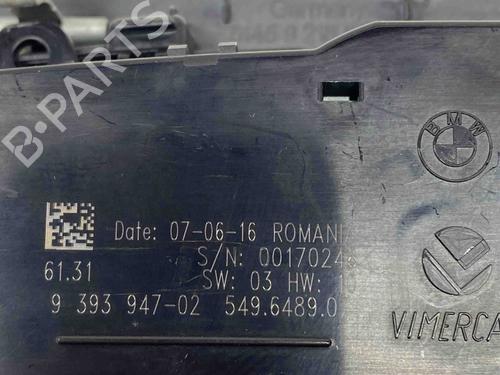 B-PARTS
BMW
Date: 07-06-16 ROMANI
S/N: 0017024
61.31
SW: 03 HW:
9 393 947-02 549.6489.0
VIMERCA